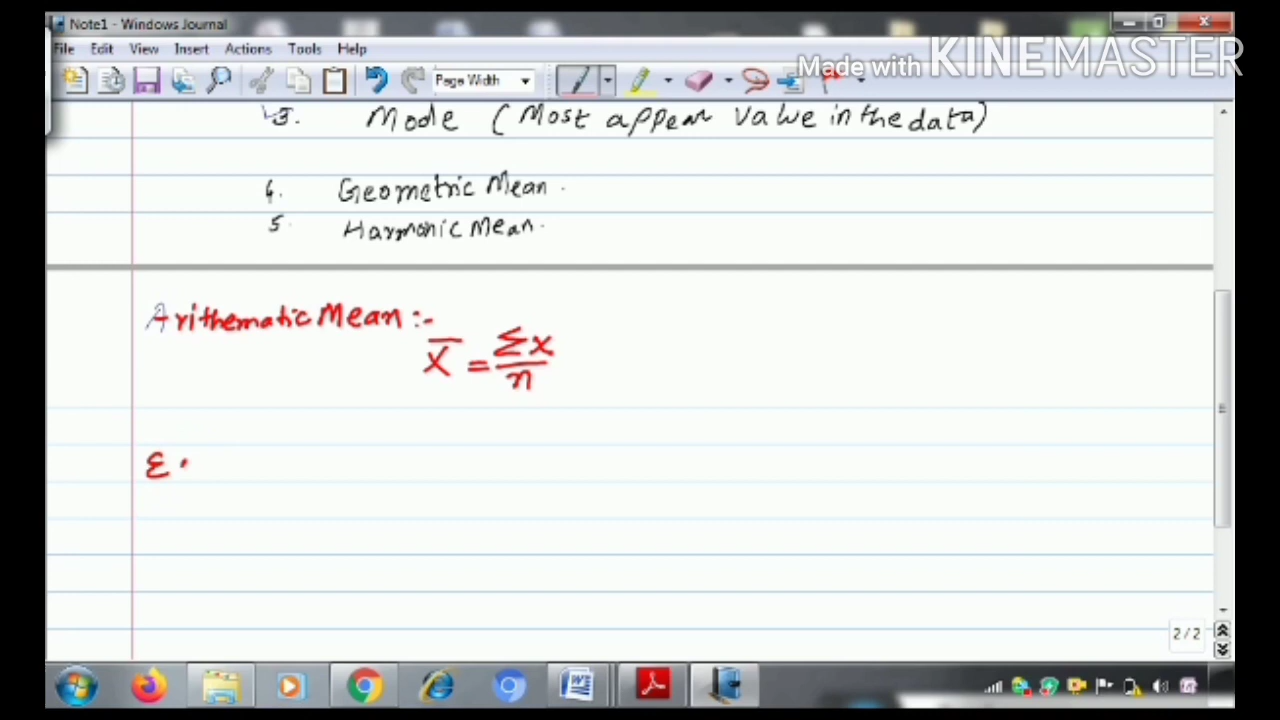 Note1 - Windows Journal
File Edit View Insert Actions Tools Help
Made with KINEMASTER
Page Width
3. Mode (Most appear value in the data)
4. Geometric Mean.
5. Harmonic Mean.
Arithematic Mean :-
X̄ = Σx/n
Σ .
2/2